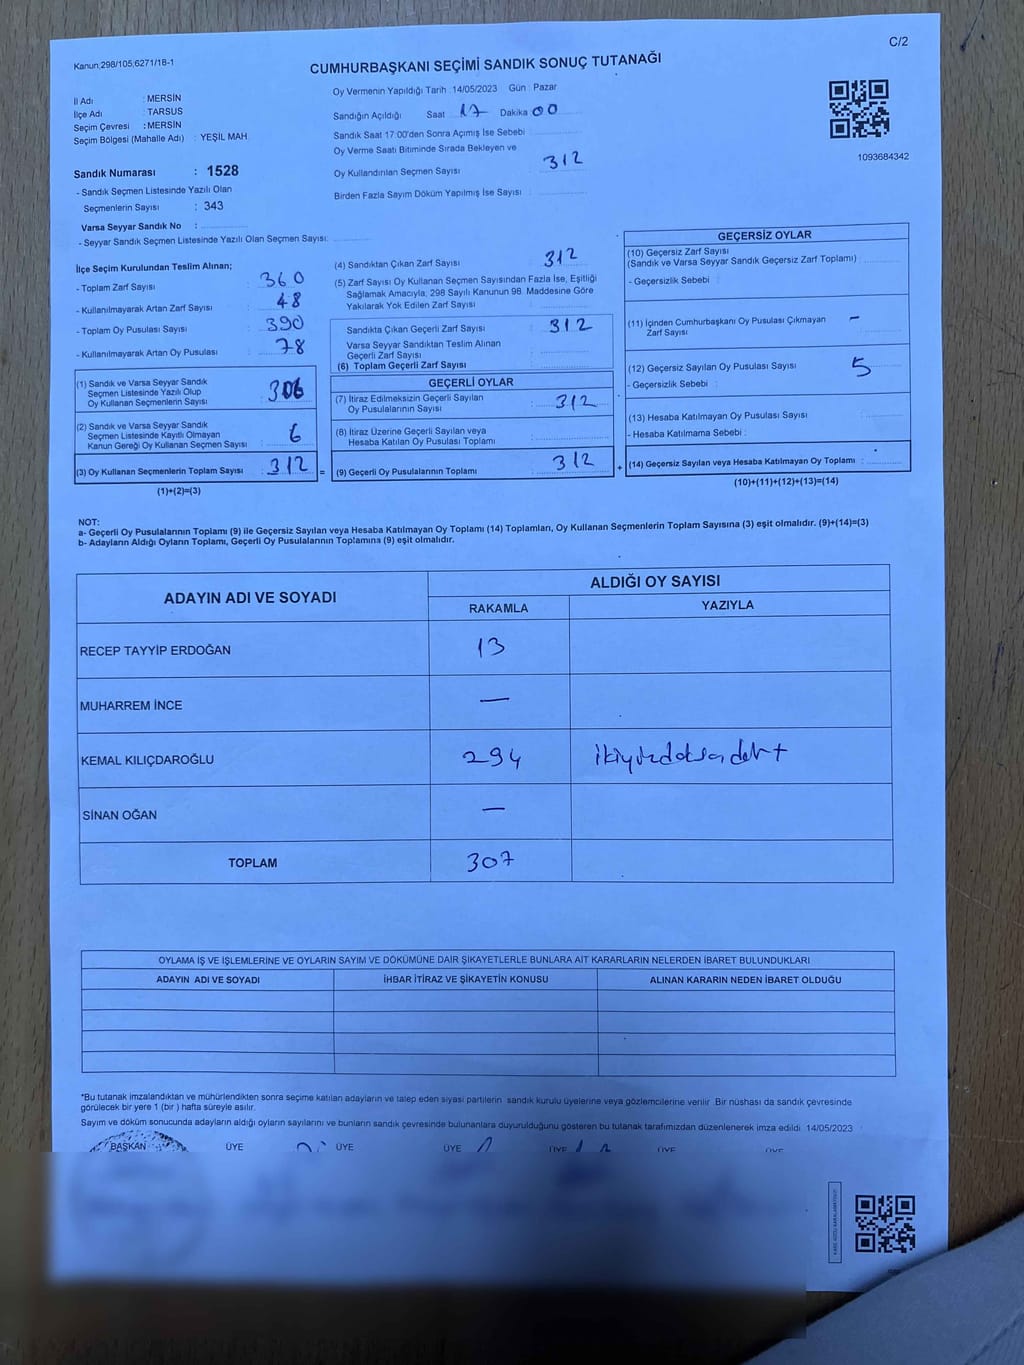 C/2
Kanun 298/105;6271/18-1
CUMHURBAŞKANI SEÇİMİ SANDIK SONUÇ TUTANAĞI
İl Adı : MERSİN
İlçe Adı : TARSUS
Seçim Çevresi : MERSİN
Seçim Bölgesi (Mahalle Adı) : YEŞİL MAH.
Sandık Numarası : 1528
- Sandık Seçmen Listesinde Yazılı Olan
Seçmenlerin Sayısı : 343
Varsa Seyyar Sandık No :
- Seyyar Sandık Seçmen Listesinde Yazılı Olan Seçmen Sayısı:
Oy Vermenin Yapıldığı Tarih :14/05/2023 Gün : Pazar
Sandığın Açıldığı Saat 17 Dakika 00
Sandık Saat 17:00'den Sonra Açılmış İse Sebebi :
Oy Verme Saati Bitiminde Sırada Bekleyen ve
Oy Kullandırılan Seçmen Sayısı : 312
Birden Fazla Sayım Döküm Yapılmış İse Sayısı :
1093684342
İlçe Seçim Kurulundan Teslim Alınan;
- Toplam Zarf Sayısı : 360
- Kullanılmayarak Artan Zarf Sayısı : 48
- Toplam Oy Pusulası Sayısı : 390
- Kullanılmayarak Artan Oy Pusulası : 78
(1) Sandık ve Varsa Seyyar Sandık
Seçmen Listesinde Yazılı Olup
Oy Kullanan Seçmenlerin Sayısı : 306
(2) Sandık ve Varsa Seyyar Sandık
Seçmen Listesinde Kayıtlı Olmayan
Kanun Gereği Oy Kullanan Seçmen Sayısı : 6
(3) Oy Kullanan Seçmenlerin Toplam Sayısı : 312 =
(1)+(2)=(3)
(4) Sandıktan Çıkan Zarf Sayısı : 312
(5) Zarf Sayısı Oy Kullanan Seçmen Sayısından Fazla İse, Eşitliği
Sağlamak Amacıyla, 298 Sayılı Kanunun 98. Maddesine Göre
Yakılarak Yok Edilen Zarf Sayısı :
Sandıkta Çıkan Geçerli Zarf Sayısı : 312
Varsa Seyyar Sandıktan Teslim Alınan
Geçerli Zarf Sayısı :
(6) Toplam Geçerli Zarf Sayısı :
GEÇERLİ OYLAR
(7) İtiraz Edilmeksizin Geçerli Sayılan
Oy Pusulalarının Sayısı : 312
(8) İtiraz Üzerine Geçerli Sayılan veya
Hesaba Katılan Oy Pusulası Toplamı :
(9) Geçerli Oy Pusulalarının Toplamı : 312 +
GEÇERSİZ OYLAR
(10) Geçersiz Zarf Sayısı
(Sandık ve Varsa Seyyar Sandık Geçersiz Zarf Toplamı) :
- Geçersizlik Sebebi :
(11) İçinden Cumhurbaşkanı Oy Pusulası Çıkmayan
Zarf Sayısı : -
(12) Geçersiz Sayılan Oy Pusulası Sayısı : 5
- Geçersizlik Sebebi :
(13) Hesaba Katılmayan Oy Pusulası Sayısı :
- Hesaba Katılmama Sebebi :
(14) Geçersiz Sayılan veya Hesaba Katılmayan Oy Toplamı :
(10)+(11)+(12)+(13)=(14)
NOT:
a- Geçerli Oy Pusulalarının Toplamı (9) ile Geçersiz Sayılan veya Hesaba Katılmayan Oy Toplamı (14) Toplamları, Oy Kullanan Seçmenlerin Toplam Sayısına (3) eşit olmalıdır. (9)+(14)=(3)
b- Adayların Aldığı Oyların Toplamı, Geçerli Oy Pusulalarının Toplamına (9) eşit olmalıdır.
ADAYIN ADI VE SOYADI
ALDIĞI OY SAYISI
RAKAMLA YAZIYLA
RECEP TAYYİP ERDOĞAN 13
MUHARREM İNCE —
KEMAL KILIÇDAROĞLU 294 ikiyüzdoksandört
SİNAN OĞAN —
TOPLAM 307
OYLAMA İŞ VE İŞLEMLERİNE VE OYLARIN SAYIM VE DÖKÜMÜNE DAİR ŞİKAYETLERLE BUNLARA AİT KARARLARIN NELERDEN İBARET BULUNDUKLARI
ADAYIN ADI VE SOYADI İHBAR İTİRAZ VE ŞİKAYETİN KONUSU ALINAN KARARIN NEDEN İBARET OLDUĞU
*Bu tutanak imzalandıktan ve mühürlendikten sonra seçime katılan adayların ve talep eden siyasi partilerin sandık kurulu üyelerine veya gözlemcilerine verilir. Bir nüshası da sandık çevresinde
görülecek bir yere 1 (bir ) hafta süreyle asılır.
Sayım ve döküm sonucunda adayların aldığı oyların sayılarını ve bunların sandık çevresinde bulunanlara duyurulduğunu gösteren bu tutanak tarafımızdan düzenlenerek imza edildi. 14/05/2023
BAŞKAN ÜYE ÜYE ÜYE ÜYE ÜYE ÜYE